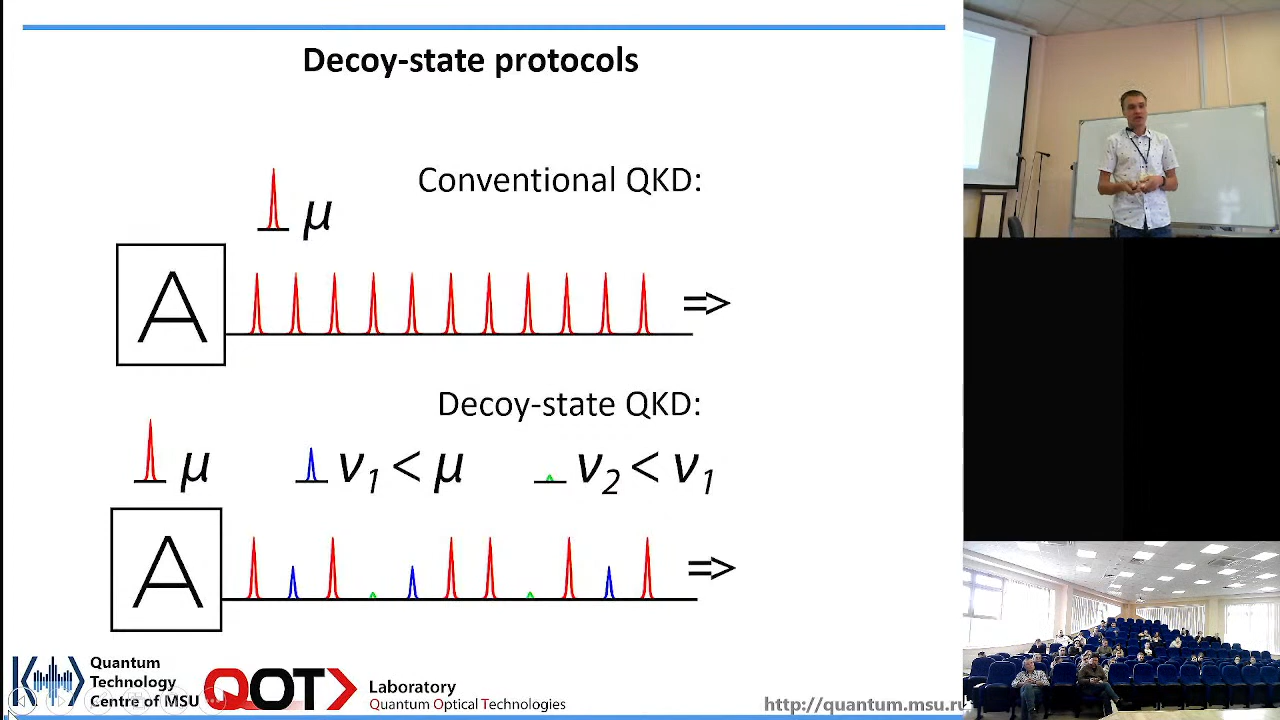 Decoy-state protocols
Conventional QKD:
μ
A
=>
Decoy-state QKD:
μ
ν₁ < μ
ν₂ < ν₁
A
=>
Quantum
Technology
Centre of MSU
QOT
Laboratory
Quantum Optical Technologies
http://quantum.msu.ru